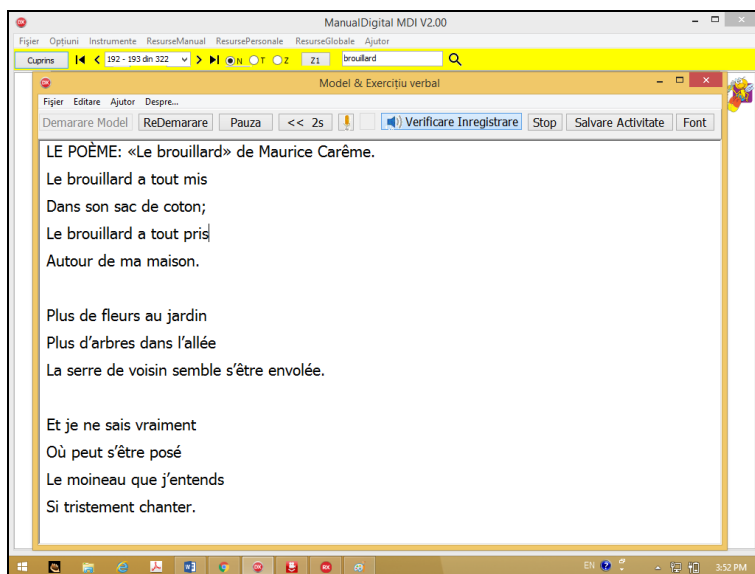 ManualDigital MDI V2.00
Fişier Opţiuni Instrumente ResurseManual ResursePersonale ResurseGlobale Ajutor
Cuprins 192 - 193 din 322 N T Z Z1 brouillard
Model & Exerciţiu verbal
Fişier Editare Ajutor Despre...
Demarare Model ReDemarare Pauza << 2s Verificare Inregistrare Stop Salvare Activitate Font
LE POÈME: «Le brouillard» de Maurice Carême.
Le brouillard a tout mis
Dans son sac de coton;
Le brouillard a tout pris
Autour de ma maison.
Plus de fleurs au jardin
Plus d’arbres dans l’allée
La serre de voisin semble s’être envolée.
Et je ne sais vraiment
Où peut s’être posé
Le moineau que j’entends
Si tristement chanter.
EN 3:52 PM